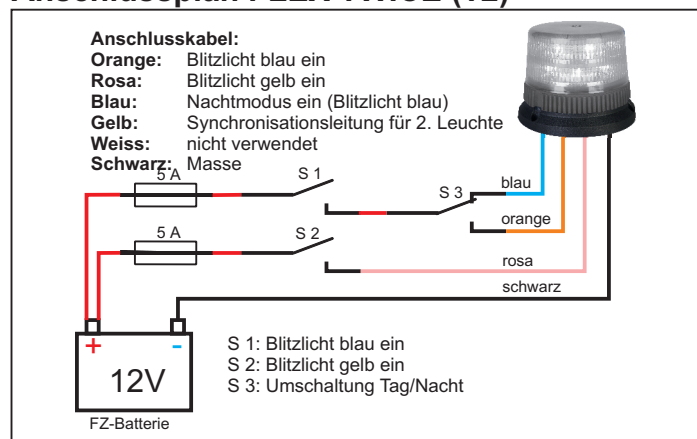 Anschlusskabel:
Orange: Blitzlicht blau ein
Rosa: Blitzlicht gelb ein
Blau: Nachtmodus ein (Blitzlicht blau)
Gelb: Synchronisationsleitung für 2. Leuchte
Weiss: nicht verwendet
Schwarz: Masse
5 A
S 1
S 3
blau
orange
5 A
S 2
rosa
schwarz
+ -
12V
FZ-Batterie
S 1: Blitzlicht blau ein
S 2: Blitzlicht gelb ein
S 3: Umschaltung Tag/Nacht